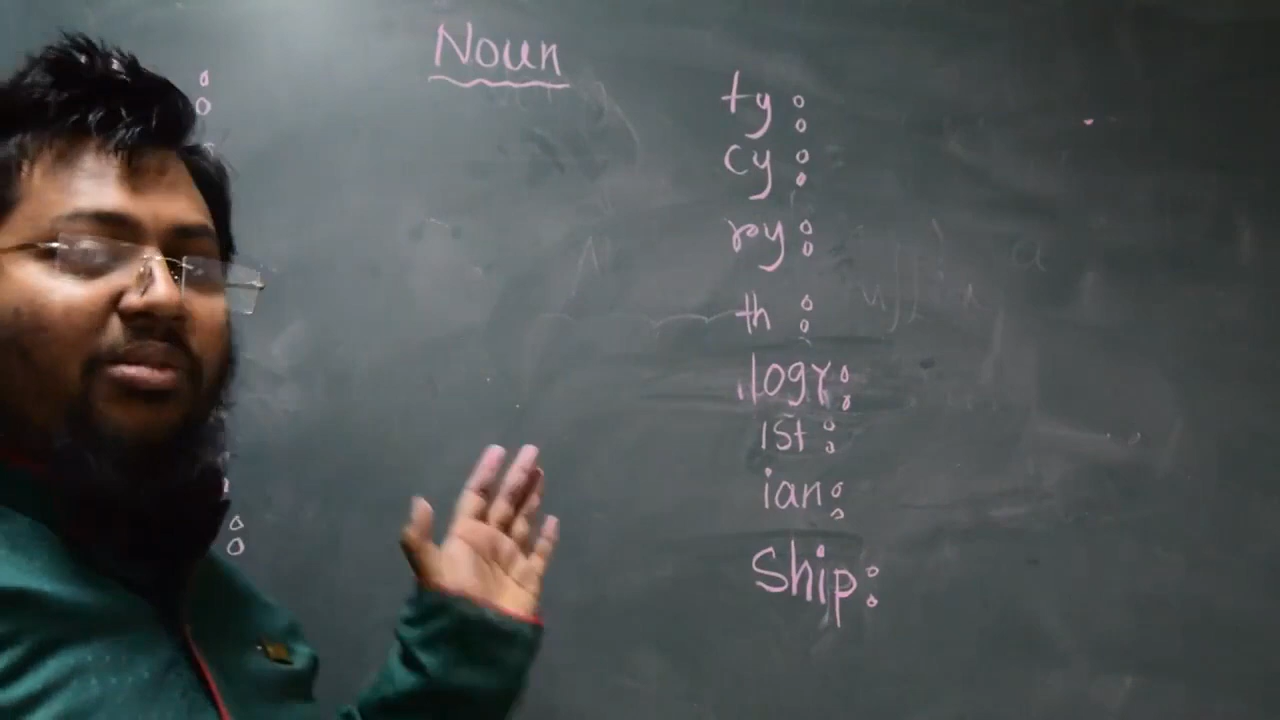 Noun
ty :
cy :
ry :
th :
logy :
ist :
ian :
Ship :